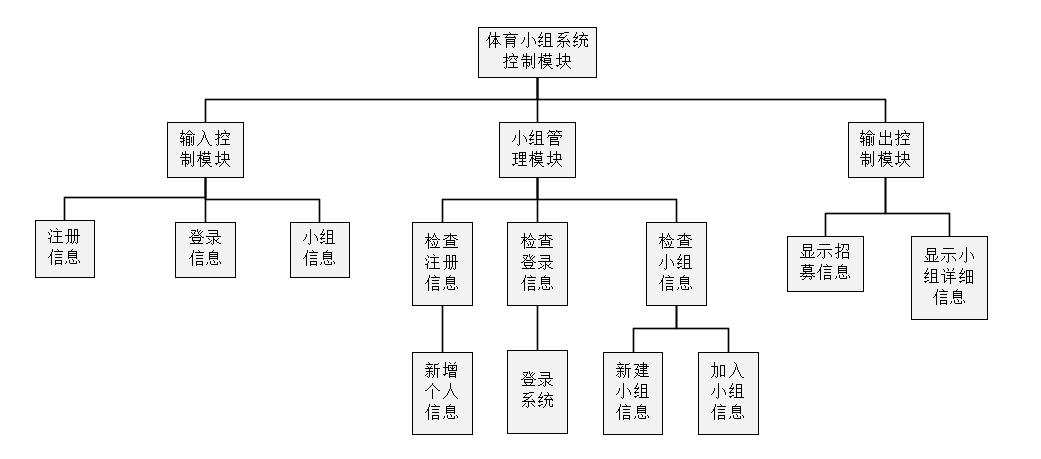 体育小组系统
控制模块
输入控
制模块
小组管
理模块
输出控
制模块
注册
信息
登录
信息
小组
信息
检查
注册
信息
检查
登录
信息
检查
小组
信息
显示招
募信息
显示小
组详细
信息
新增
个人
信息
登录
系统
新建
小组
信息
加入
小组
信息